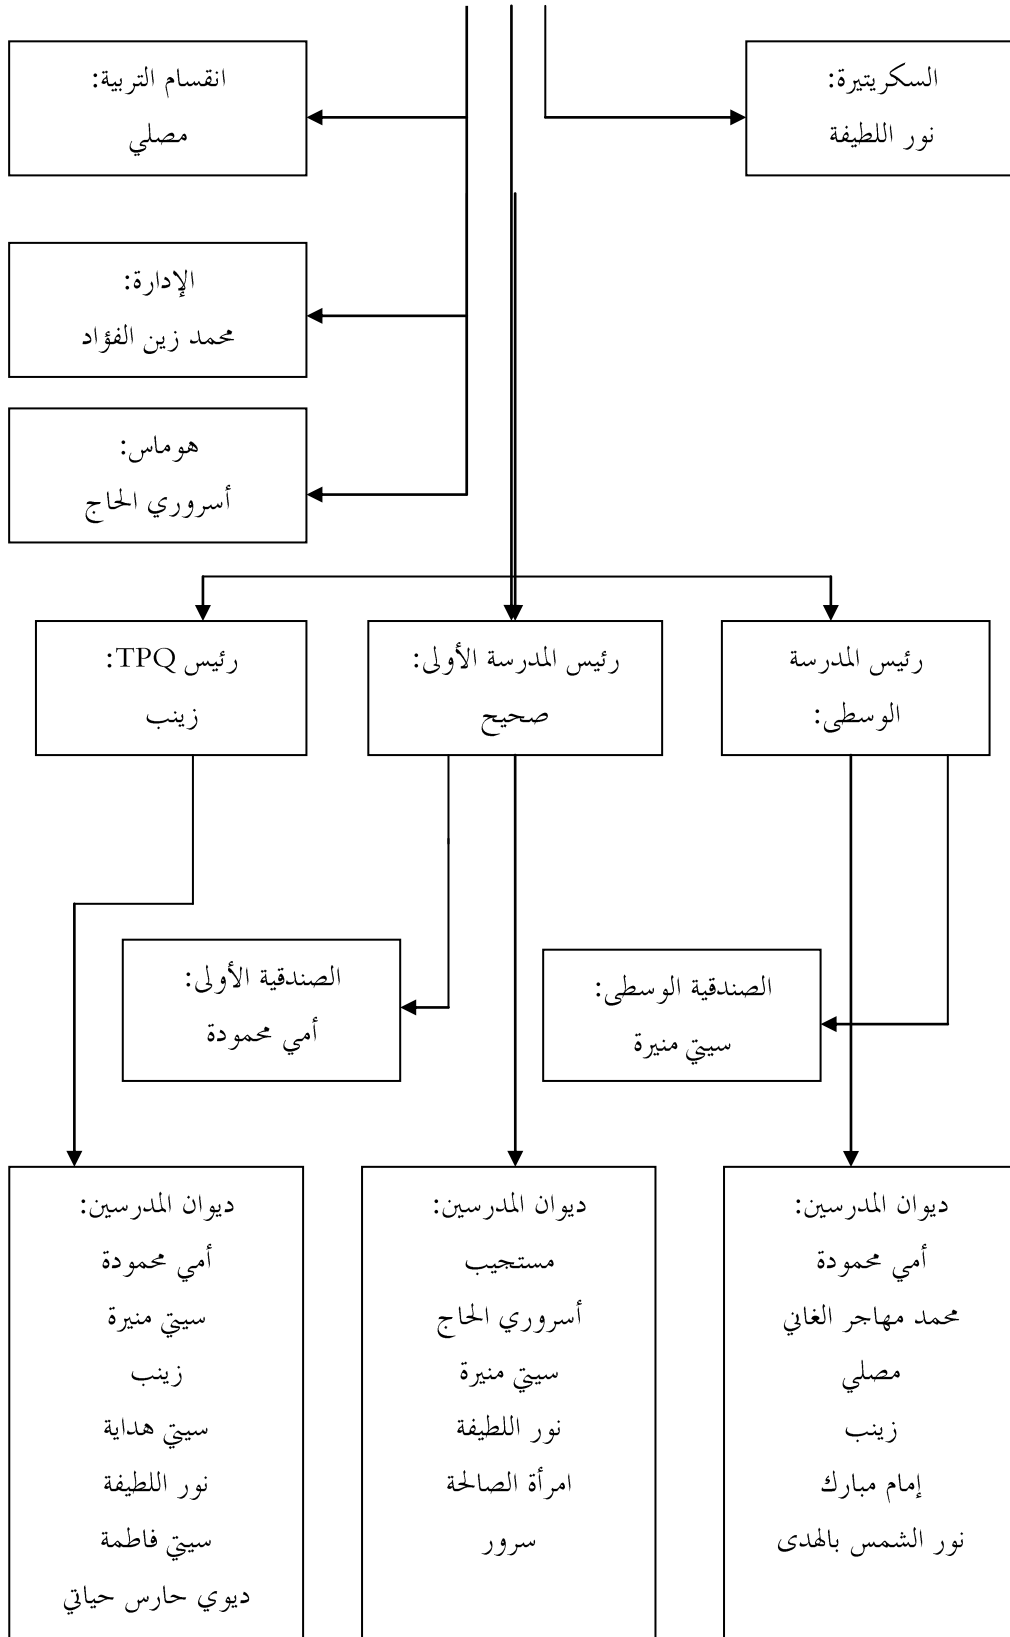 السكريتيرة:
نور اللطيفة
انقسام التربية:
مصلي
الإدارة:
محمد زين الفؤاد
هوماس:
أسروري الحاج
رئيس المدرسة
الوسطى:
رئيس المدرسة الأولى:
صحيح
رئيس TPQ:
زينب
الصندقية الوسطى:
سيتي منيرة
الصندقية الأولى:
أمي محمودة
ديوان المدرسين:
أمي محمودة
محمد مهاجر الغاني
مصلي
زينب
إمام مبارك
نور الشمس بالهدى
ديوان المدرسين:
مستجيب
أسروري الحاج
سيتي منيرة
نور اللطيفة
امرأة الصالحة
سرور
ديوان المدرسين:
أمي محمودة
سيتي منيرة
زينب
سيتي هداية
نور اللطيفة
سيتي فاطمة
ديوي حارس حياتي